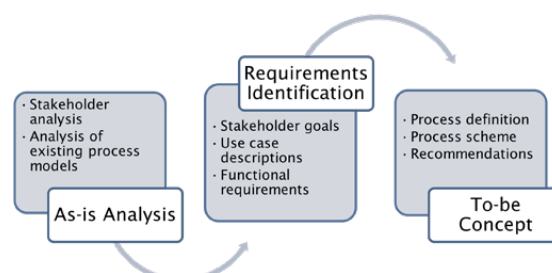 · Stakeholder
analysis
· Analysis of
existing process
models
As-is Analysis
Requirements
Identification
· Stakeholder goals
· Use case
descriptions
· Functional
requirements
· Process definition
· Process scheme
· Recommendations
To-be
Concept